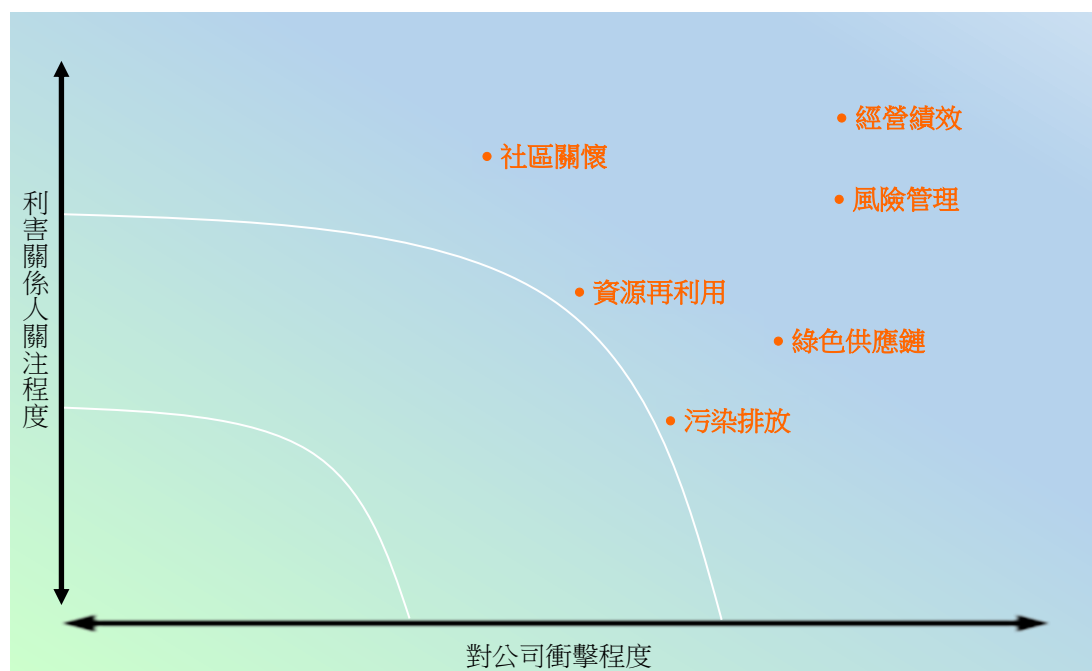 • 經營績效
• 社區關懷
• 風險管理
利害關係人關注程度
• 資源再利用
• 綠色供應鏈
• 污染排放
對公司衝擊程度